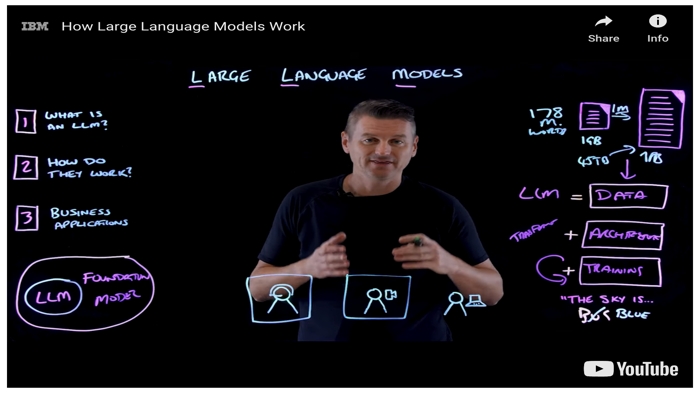 IBM
How Large Language Models Work
Share
Info
LARGE LANGUAGE MODELS
1 WHAT IS
AN LLM?
2 HOW DO
THEY WORK?
3 BUSINESS
APPLICATIONS
LLM
FOUNDATION
MODEL
178
M.
WORDS
1GB
1M
1PB
45TB
LLM = DATA
+ ARCHITECTURE
+ TRAINING
"THE SKY IS...
BLUE
YouTube